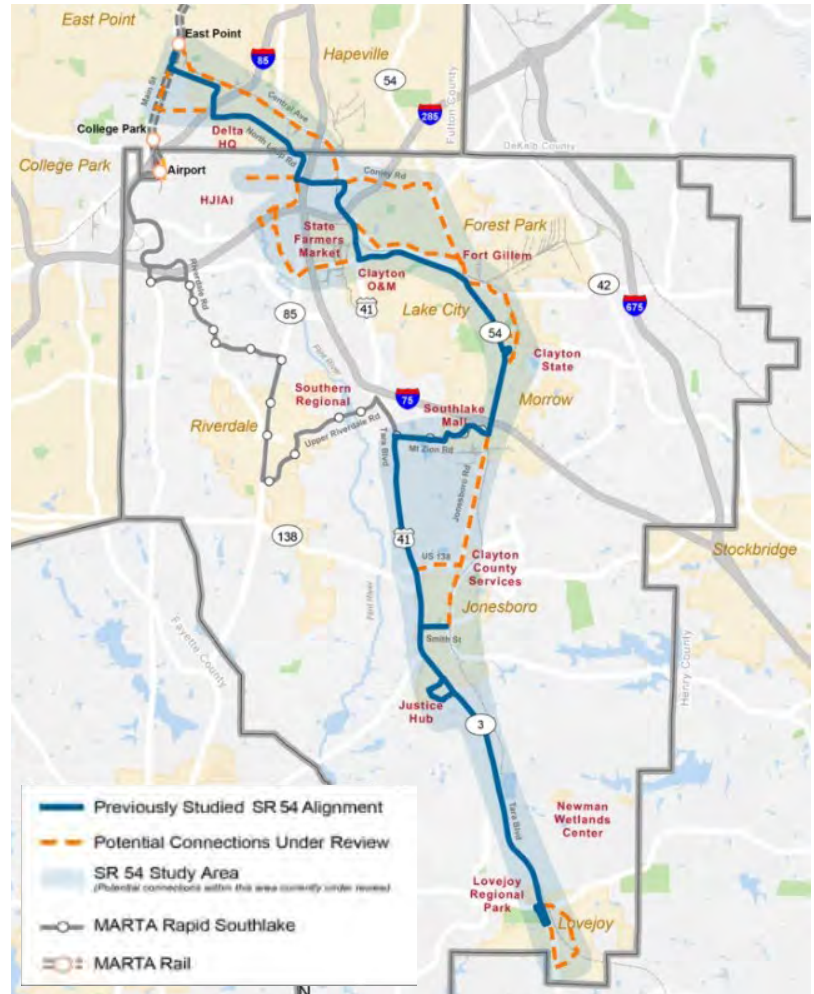 East Point
East Point
Hapeville
85
54
Main St
Central Ave
285
Fulton County
DeKalb County
College Park
Delta
HQ
North Loop Rd
College Park
Airport
Conley Rd
HJIAI
Forest Park
State
Farmers
Market
Fort Gillem
Clayton
O&M
Riverdale Rd
42
85
41
Lake City
675
54
Flint River
Clayton
State
Southern
Regional
75
Southlake
Mall
Morrow
Riverdale
Upper Riverdale Rd
Tara Blvd
Mt Zion Rd
Jonesboro Rd
138
41
US 138
Clayton
County
Services
Stockbridge
Flint River
Jonesboro
Fayette County
Smith St
Henry County
Justice
Hub
3
Tara Blvd
Newman
Wetlands
Center
Lovejoy
Regional
Park
Lovejoy
Previously Studied SR 54 Alignment
Potential Connections Under Review
SR 54 Study Area
(Potential connections within this area currently under review)
MARTA Rapid Southlake
MARTA Rail
N